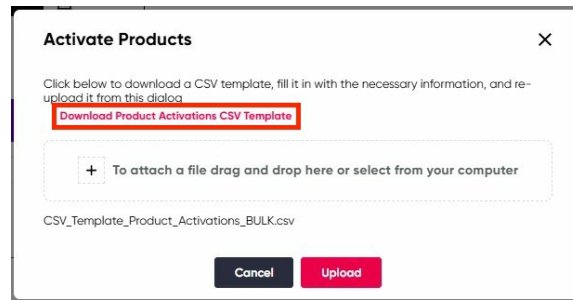 Activate Products
Click below to download a CSV template, fill it in with the necessary information, and re-
upload it from this dialog
Download Product Activations CSV Template
+ To attach a file drag and drop here or select from your computer
CSV_Template_Product_Activations_BULK.csv
Cancel Upload